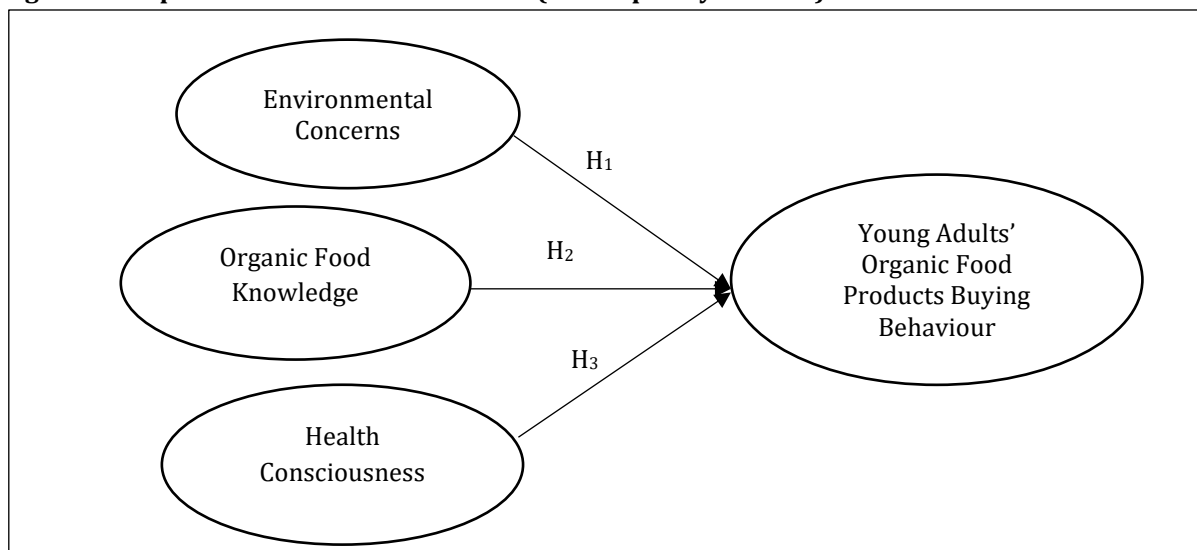 Environmental
Concerns
H1
Organic Food
Knowledge
H2
Young Adults’
Organic Food
Products Buying
Behaviour
H3
Health
Consciousness